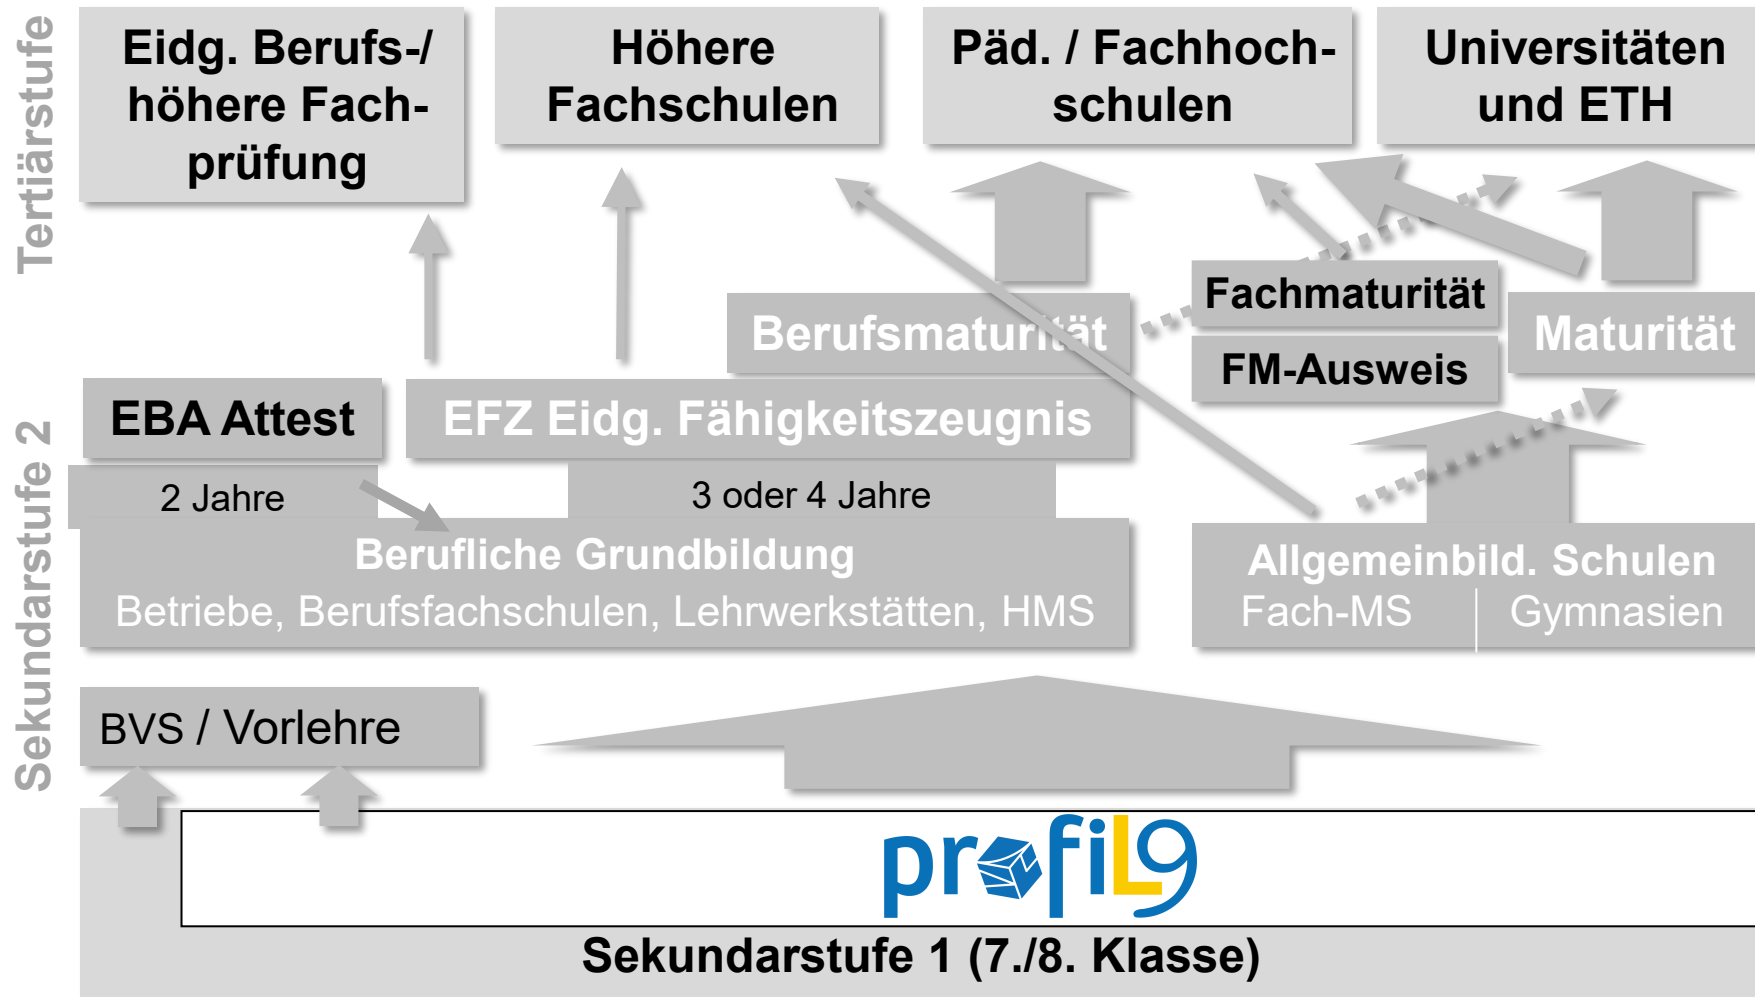 Tertiärstufe
Eidg. Berufs-/
höhere Fach-
prüfung
Höhere
Fachschulen
Päd. / Fachhoch-
schulen
Universitäten
und ETH
Sekundarstufe 2
Fachmaturität
FM-Ausweis
Berufsmaturität
Maturität
EBA Attest
EFZ Eidg. Fähigkeitszeugnis
2 Jahre
3 oder 4 Jahre
Berufliche Grundbildung
Betriebe, Berufsfachschulen, Lehrwerkstätten, HMS
Allgemeinbild. Schulen
Fach-MS
Gymnasien
BVS / Vorlehre
profiL9
Sekundarstufe 1 (7./8. Klasse)